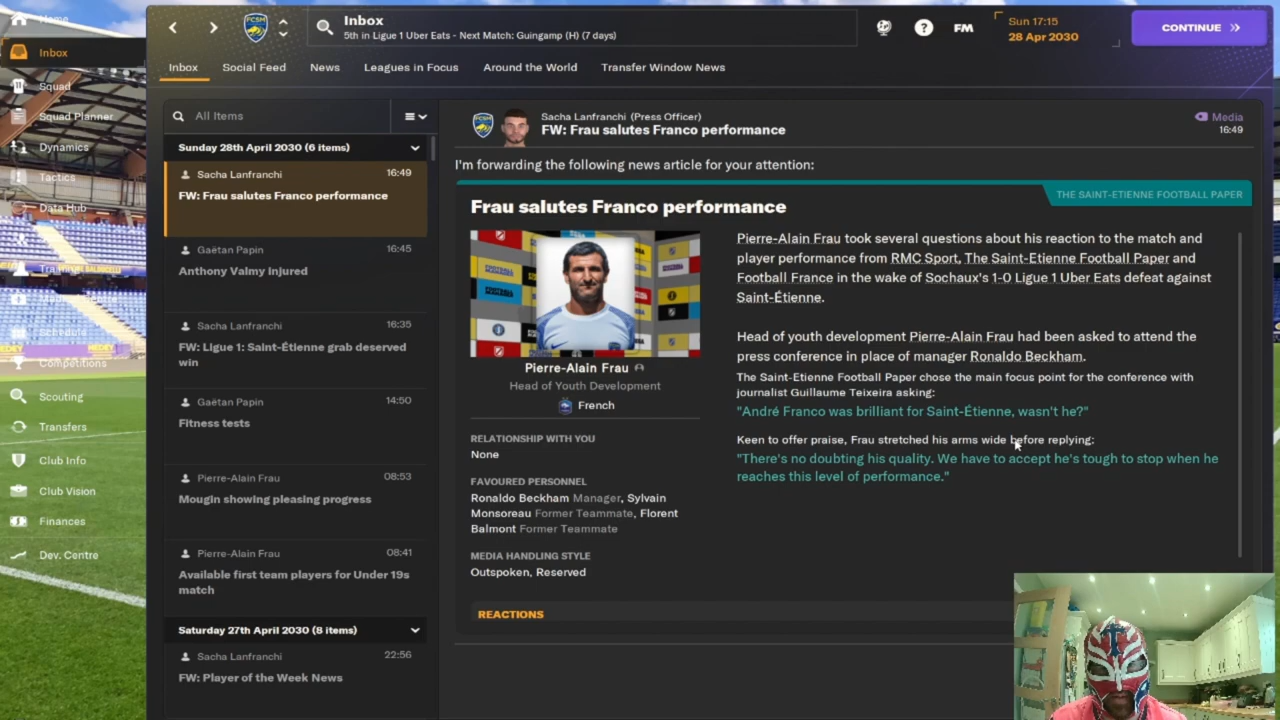 Home
Inbox
Squad
Squad Planner
Dynamics
Tactics
Data Hub
Schedule
Competitions
Scouting
Transfers
Club Info
Club Vision
Finances
Dev. Centre
FCSM
Inbox
5th in Ligue 1 Uber Eats - Next Match: Guingamp (H) (7 days)
?
FM
Sun 17:15
28 Apr 2030
CONTINUE
Inbox
Social Feed
News
Leagues in Focus
Around the World
Transfer Window News
All Items
Sunday 28th April 2030 (6 items)
Sacha Lanfranchi 16:49
FW: Frau salutes Franco performance
Gaëtan Papin 16:45
Anthony Valmy injured
Sacha Lanfranchi 16:35
FW: Ligue 1: Saint-Étienne grab deserved
win
Gaëtan Papin 14:50
Fitness tests
Pierre-Alain Frau 08:53
Mougin showing pleasing progress
Pierre-Alain Frau 08:41
Available first team players for Under 19s
match
Saturday 27th April 2030 (8 items)
Sacha Lanfranchi 22:56
FW: Player of the Week News
Sacha Lanfranchi (Press Officer)
FW: Frau salutes Franco performance
Media
16:49
I'm forwarding the following news article for your attention:
THE SAINT-ETIENNE FOOTBALL PAPER
Frau salutes Franco performance
Pierre-Alain Frau
Head of Youth Development
French
RELATIONSHIP WITH YOU
None
FAVOURED PERSONNEL
Ronaldo Beckham Manager, Sylvain
Monsoreau Former Teammate, Florent
Balmont Former Teammate
MEDIA HANDLING STYLE
Outspoken, Reserved
Pierre-Alain Frau took several questions about his reaction to the match and
player performance from RMC Sport, The Saint-Etienne Football Paper and
Football France in the wake of Sochaux's 1-0 Ligue 1 Uber Eats defeat against
Saint-Étienne.
Head of youth development Pierre-Alain Frau had been asked to attend the
press conference in place of manager Ronaldo Beckham.
The Saint-Etienne Football Paper chose the main focus point for the conference with
journalist Guillaume Teixeira asking:
"André Franco was brilliant for Saint-Étienne, wasn't he?"
Keen to offer praise, Frau stretched his arms wide before replying:
"There's no doubting his quality. We have to accept he's tough to stop when he
reaches this level of performance."
REACTIONS